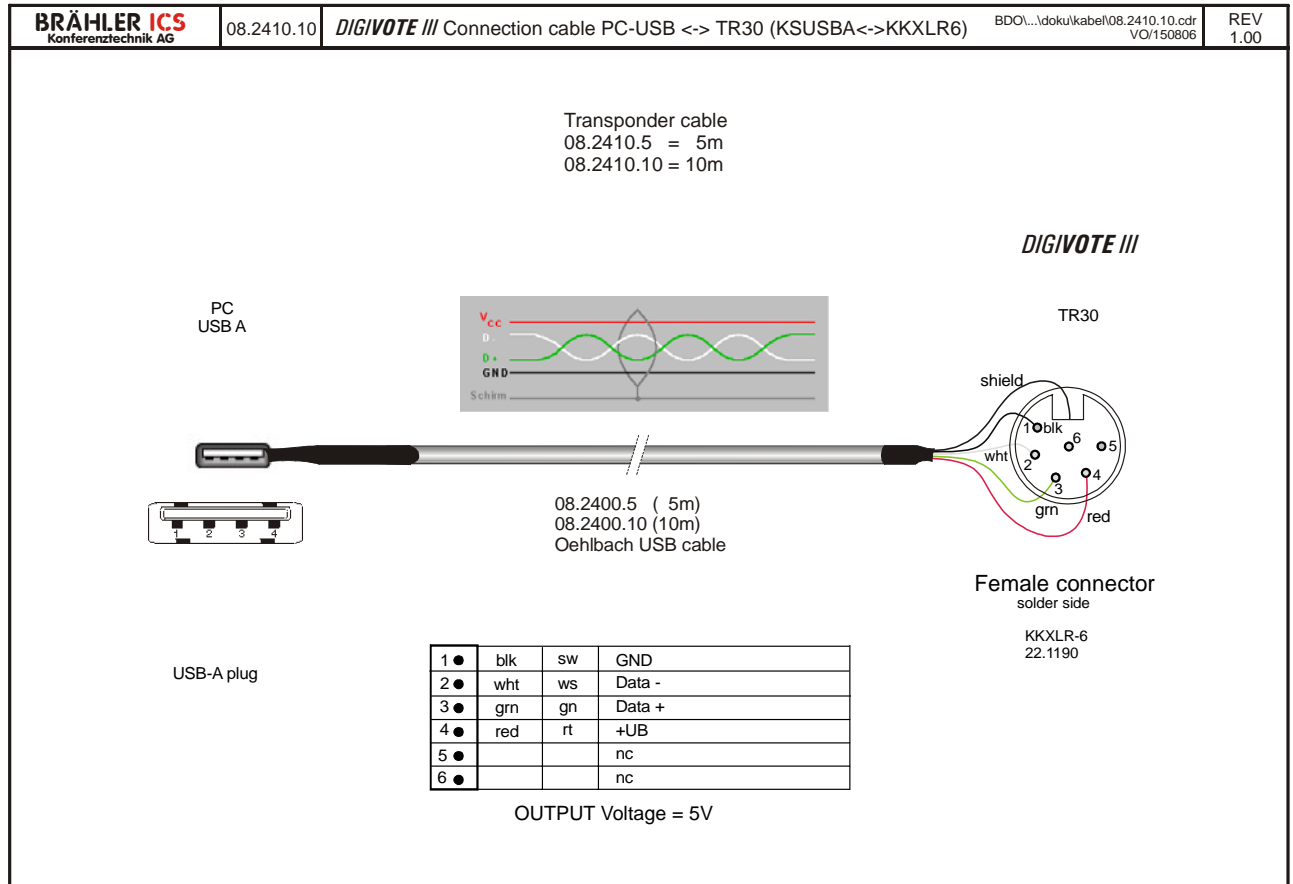 BRÄHLER ICS
Konferenztechnik AG
08.2410.10
DIGIVOTE III Connection cable PC-USB <-> TR30 (KSUSBA<->KKXLR6)
BDO\...\doku\kabel\08.2410.10.cdr
VO/150806
REV
1.00
Transponder cable
08.2410.5 = 5m
08.2410.10 = 10m
DIGIVOTE III
PC
USB A
TR30
VCC
D -
D +
GND
Schirm
shield
1 blk
6
5
wht
2
3
4
grn
red
1 2 3 4
08.2400.5 ( 5m)
08.2400.10 (10m)
Oehlbach USB cable
Female connector
solder side
KKXLR-6
22.1190
USB-A plug
1 ● blk sw GND
2 ● wht ws Data -
3 ● grn gn Data +
4 ● red rt +UB
5 ● nc
6 ● nc
OUTPUT Voltage = 5V